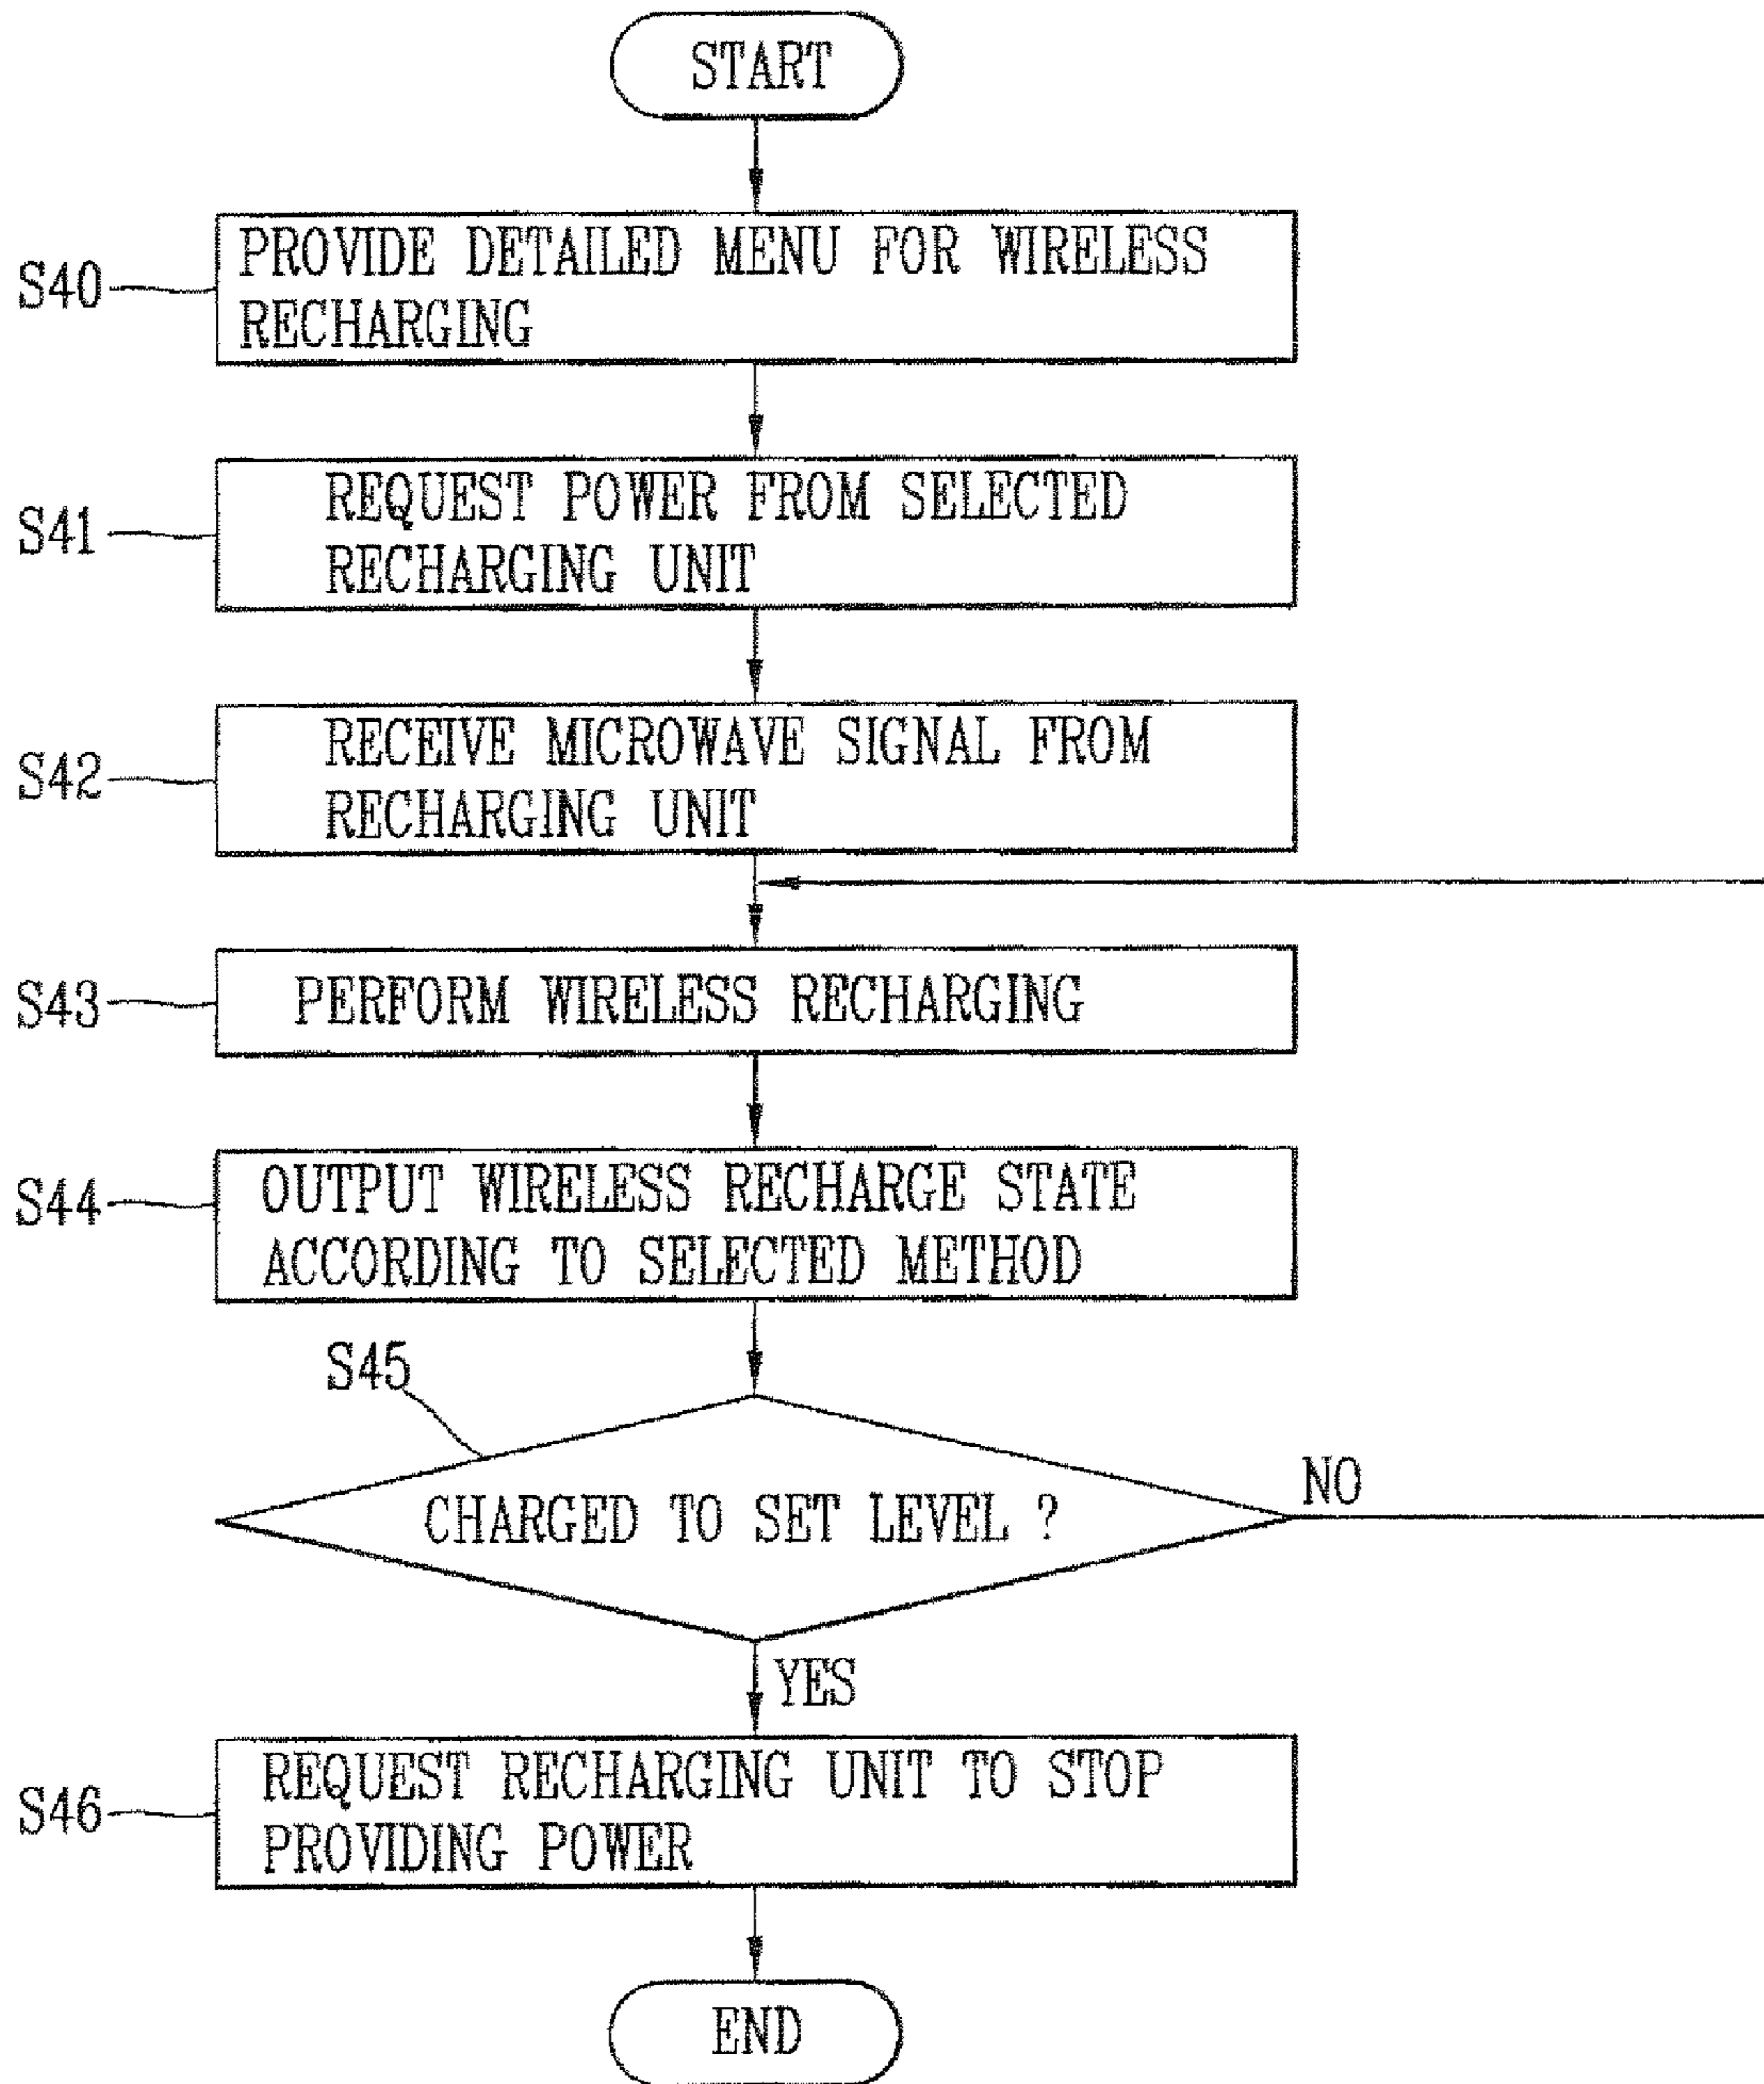 START
S40
PROVIDE DETAILED MENU FOR WIRELESS
RECHARGING
S41
REQUEST POWER FROM SELECTED
RECHARGING UNIT
S42
RECEIVE MICROWAVE SIGNAL FROM
RECHARGING UNIT
S43
PERFORM WIRELESS RECHARGING
S44
OUTPUT WIRELESS RECHARGE STATE
ACCORDING TO SELECTED METHOD
S45
CHARGED TO SET LEVEL ?
NO
YES
S46
REQUEST RECHARGING UNIT TO STOP
PROVIDING POWER
END